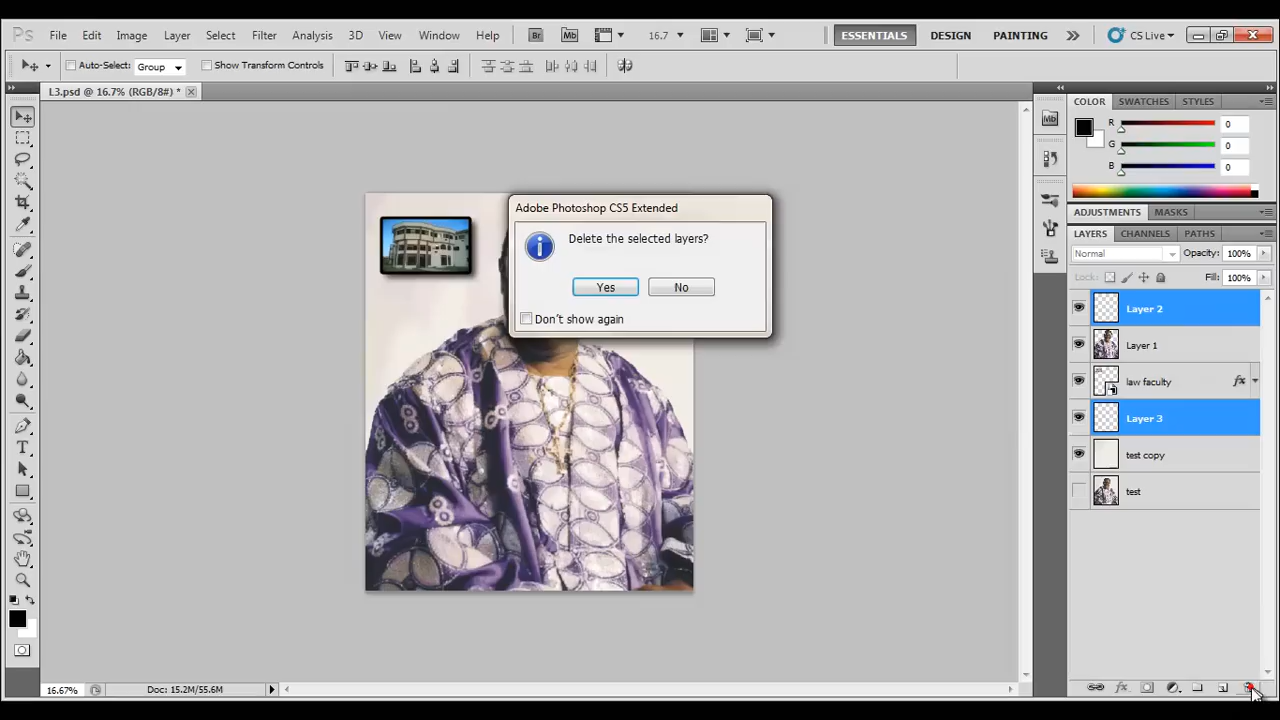 Ps File Edit Image Layer Select Filter Analysis 3D View Window Help Br Mb 16.7 ESSENTIALS DESIGN PAINTING CS Live
Auto-Select: Group Show Transform Controls
L3.psd @ 16.7% (RGB/8#) *
COLOR SWATCHES STYLES
Mb
R 0
G 0
B 0
Adobe Photoshop CS5 Extended
Delete the selected layers?
Yes No
Don't show again
ADJUSTMENTS MASKS
LAYERS CHANNELS PATHS
Normal Opacity: 100%
Lock: Fill: 100%
Layer 2
Layer 1
law faculty fx
Layer 3
test copy
test
T
16.67% Doc: 15.2M/55.6M
fx